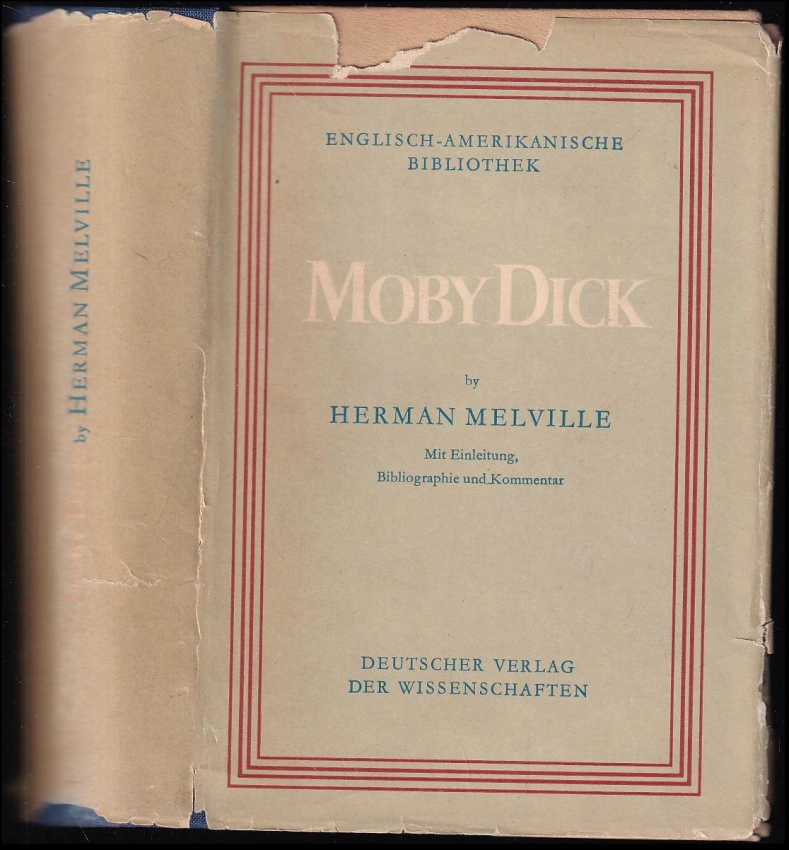 by HERMAN MELVILLE
ENGLISCH-AMERIKANISCHE
BIBLIOTHEK
MOBY DICK
by
HERMAN MELVILLE
Mit Einleitung,
Bibliographie und Kommentar
DEUTSCHER VERLAG
DER WISSENSCHAFTEN